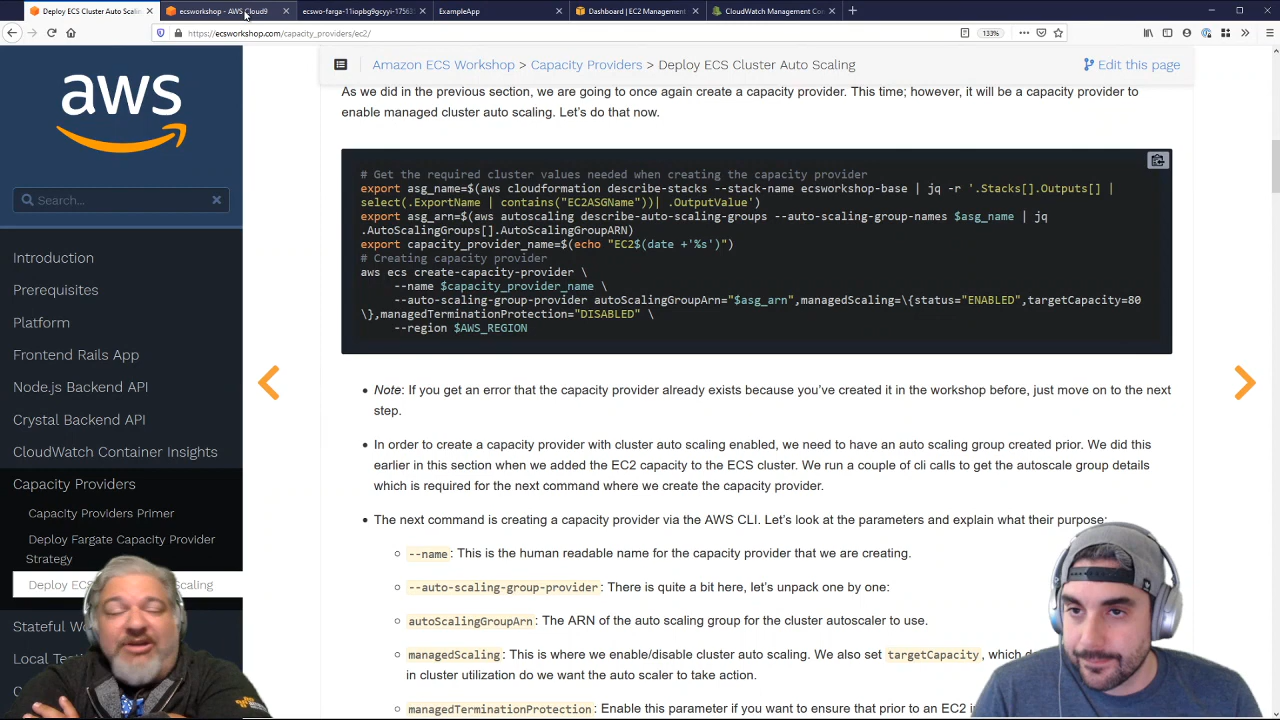 Deploy ECS Cluster Auto Scalin
ecsworkshop - AWS Cloud9
ecswo-farga-11iopbg9gcyyi-17563
ExampleApp
Dashboard | EC2 Management
CloudWatch Management Con
https://ecsworkshop.com/capacity_providers/ec2/
133%
aws
Search...
Introduction
Prerequisites
Platform
Frontend Rails App
Node.js Backend API
Crystal Backend API
CloudWatch Container Insights
Capacity Providers
Capacity Providers Primer
Deploy Fargate Capacity Provider
Strategy
Deploy EC Scaling
Stateful Wo
Local Test
Amazon ECS Workshop > Capacity Providers > Deploy ECS Cluster Auto Scaling
Edit this page
As we did in the previous section, we are going to once again create a capacity provider. This time; however, it will be a capacity provider to
enable managed cluster auto scaling. Let's do that now.
# Get the required cluster values needed when creating the capacity provider
export asg_name=$(aws cloudformation describe-stacks --stack-name ecsworkshop-base | jq -r '.Stacks[].Outputs[] |
select(.ExportName | contains("EC2ASGName"))| .OutputValue')
export asg_arn=$(aws autoscaling describe-auto-scaling-groups --auto-scaling-group-names $asg_name | jq
.AutoScalingGroups[].AutoScalingGroupARN)
export capacity_provider_name=$(echo "EC2$(date +'%s')")
# Creating capacity provider
aws ecs create-capacity-provider \
--name $capacity_provider_name \
--auto-scaling-group-provider autoScalingGroupArn="$asg_arn",managedScaling=\{status="ENABLED",targetCapacity=80
\},managedTerminationProtection="DISABLED" \
--region $AWS_REGION
Note: If you get an error that the capacity provider already exists because you've created it in the workshop before, just move on to the next
step.
In order to create a capacity provider with cluster auto scaling enabled, we need to have an auto scaling group created prior. We did this
earlier in this section when we added the EC2 capacity to the ECS cluster. We run a couple of cli calls to get the autoscale group details
which is required for the next command where we create the capacity provider.
The next command is creating a capacity provider via the AWS CLI. Let's look at the parameters and explain what their purpose:
--name: This is the human readable name for the capacity provider that we are creating.
--auto-scaling-group-provider: There is quite a bit here, let's unpack one by one:
autoScalingGroupArn: The ARN of the auto scaling group for the cluster autoscaler to use.
managedScaling: This is where we enable/disable cluster auto scaling. We also set targetCapacity, which d
in cluster utilization do we want the auto scaler to take action.
managedTerminationProtection: Enable this parameter if you want to ensure that prior to an EC2 i